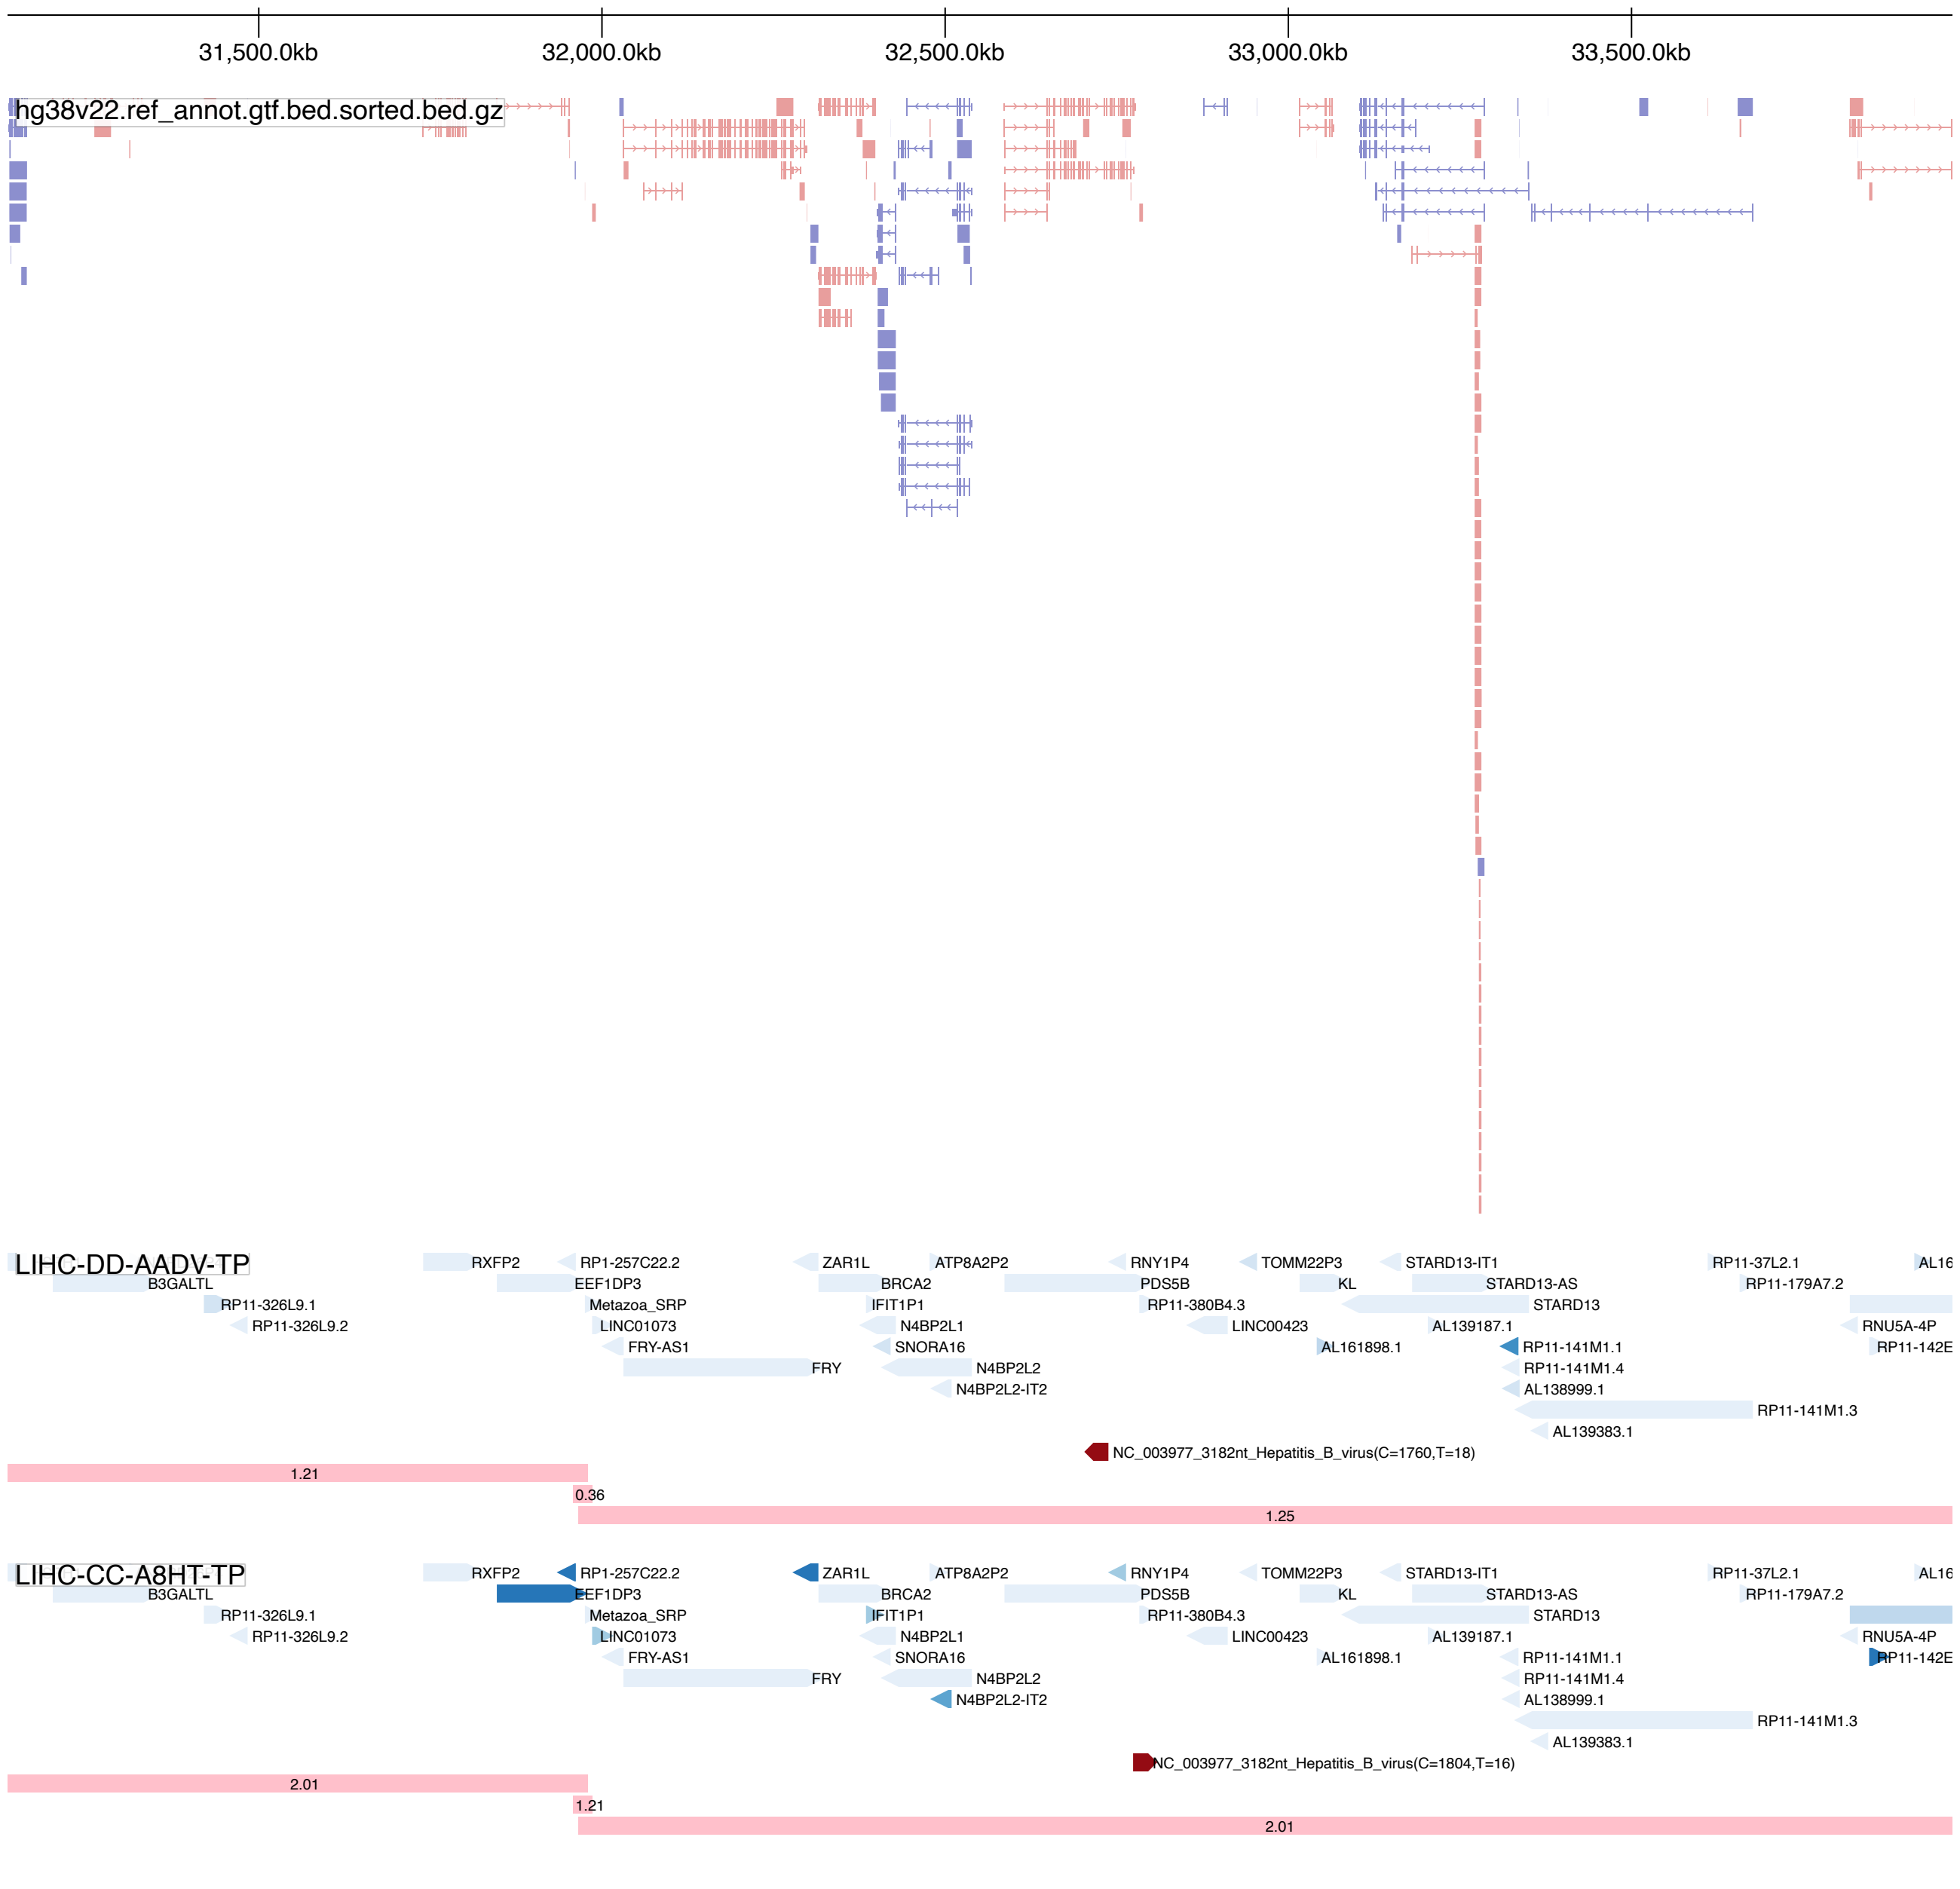 31,500.0kb 32,000.0kb 32,500.0kb 33,000.0kb 33,500.0kb
hg38v22.ref_annot.gtf.bed.sorted.bed.gz
LIHC-DD-AADV-TP RXFP2 RP1-257C22.2 ZAR1L ATP8A2P2 RNY1P4 TOMM22P3 STARD13-IT1 RP11-37L2.1 AL16
B3GALTL EEF1DP3 BRCA2 PDS5B KL STARD13-AS RP11-179A7.2
RP11-326L9.1 Metazoa_SRP IFIT1P1 RP11-380B4.3 STARD13
RP11-326L9.2 LINC01073 N4BP2L1 LINC00423 AL139187.1 RNU5A-4P
FRY-AS1 SNORA16 AL161898.1 RP11-141M1.1 RP11-142E
FRY N4BP2L2 RP11-141M1.4
N4BP2L2-IT2 AL138999.1
RP11-141M1.3
AL139383.1
NC_003977_3182nt_Hepatitis_B_virus(C=1760,T=18)
1.21
0.36
1.25
LIHC-CC-A8HT-TP RXFP2 RP1-257C22.2 ZAR1L ATP8A2P2 RNY1P4 TOMM22P3 STARD13-IT1 RP11-37L2.1 AL16
B3GALTL EEF1DP3 BRCA2 PDS5B KL STARD13-AS RP11-179A7.2
RP11-326L9.1 Metazoa_SRP IFIT1P1 RP11-380B4.3 STARD13
RP11-326L9.2 LINC01073 N4BP2L1 LINC00423 AL139187.1 RNU5A-4P
FRY-AS1 SNORA16 AL161898.1 RP11-141M1.1 RP11-142E
FRY N4BP2L2 RP11-141M1.4
N4BP2L2-IT2 AL138999.1
RP11-141M1.3
AL139383.1
NC_003977_3182nt_Hepatitis_B_virus(C=1804,T=16)
2.01
1.21
2.01